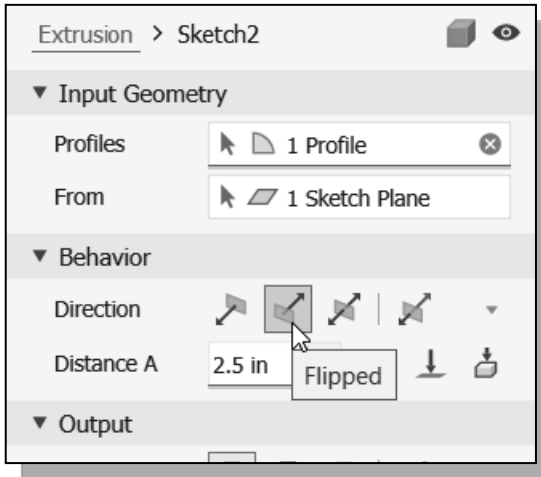 Extrusion > Sketch2
Input Geometry
Profiles 1 Profile
From 1 Sketch Plane
Behavior
Direction
Distance A 2.5 in
Flipped
Output